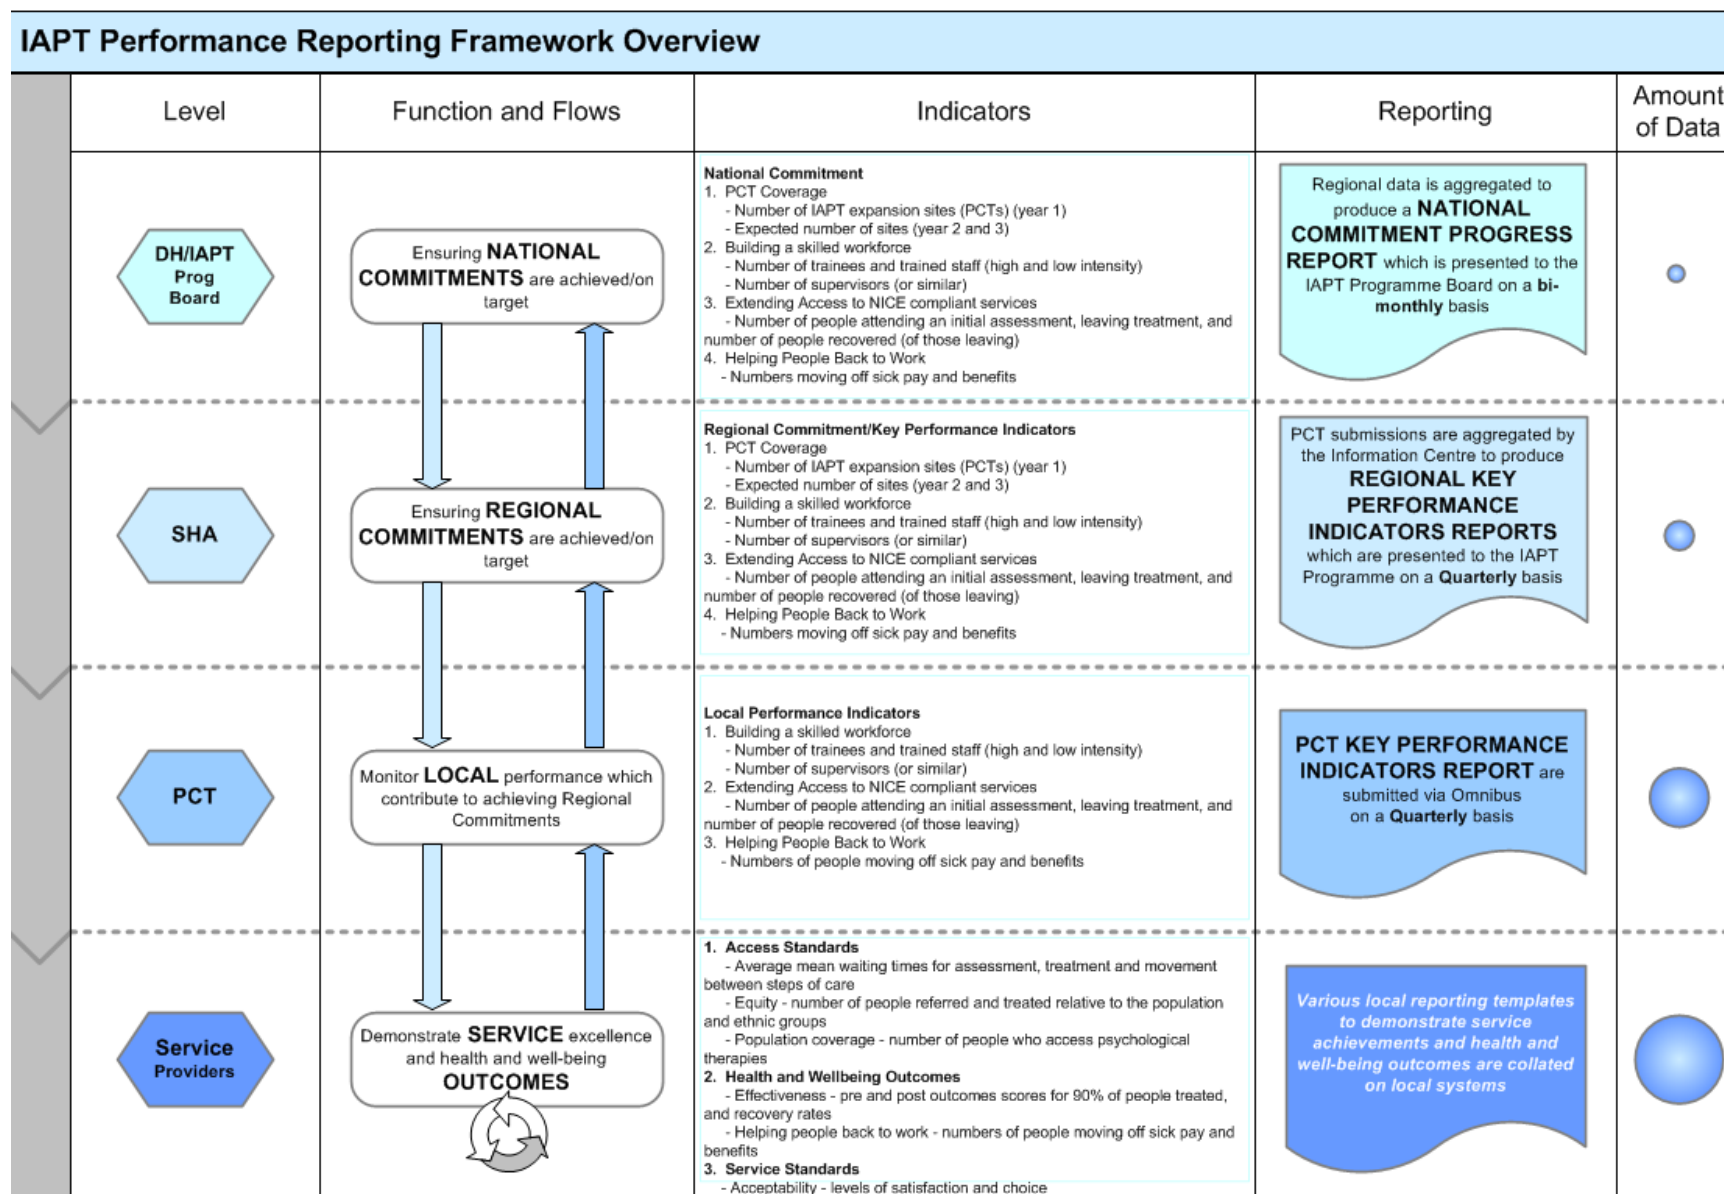 IAPT Performance Reporting Framework Overview
Level
Function and Flows
Indicators
Reporting
Amount
of Data
DH/IAPT
Prog
Board
Ensuring NATIONAL
COMMITMENTS are achieved/on
target
National Commitment
1. PCT Coverage
- Number of IAPT expansion sites (PCTs) (year 1)
- Expected number of sites (year 2 and 3)
2. Building a skilled workforce
- Number of trainees and trained staff (high and low intensity)
- Number of supervisors (or similar)
3. Extending Access to NICE compliant services
- Number of people attending an initial assessment, leaving treatment, and
number of people recovered (of those leaving)
4. Helping People Back to Work
- Numbers moving off sick pay and benefits
Regional data is aggregated to
produce a NATIONAL
COMMITMENT PROGRESS
REPORT which is presented to the
IAPT Programme Board on a bi-
monthly basis
SHA
Ensuring REGIONAL
COMMITMENTS are achieved/on
target
Regional Commitment/Key Performance Indicators
1. PCT Coverage
- Number of IAPT expansion sites (PCTs) (year 1)
- Expected number of sites (year 2 and 3)
2. Building a skilled workforce
- Number of trainees and trained staff (high and low intensity)
- Number of supervisors (or similar)
3. Extending Access to NICE compliant services
- Number of people attending an initial assessment, leaving treatment, and
number of people recovered (of those leaving)
4. Helping People Back to Work
- Numbers moving off sick pay and benefits
PCT submissions are aggregated by
the Information Centre to produce
REGIONAL KEY
PERFORMANCE
INDICATORS REPORTS
which are presented to the IAPT
Programme on a Quarterly basis
PCT
Monitor LOCAL performance which
contribute to achieving Regional
Commitments
Local Performance Indicators
1. Building a skilled workforce
- Number of trainees and trained staff (high and low intensity)
- Number of supervisors (or similar)
2. Extending Access to NICE compliant services
- Number of people attending an initial assessment, leaving treatment, and
number of people recovered (of those leaving)
3. Helping People Back to Work
- Numbers of people moving off sick pay and benefits
PCT KEY PERFORMANCE
INDICATORS REPORT are
submitted via Omnibus
on a Quarterly basis
Service
Providers
Demonstrate SERVICE excellence
and health and well-being
OUTCOMES
1. Access Standards
- Average mean waiting times for assessment, treatment and movement
between steps of care
- Equity - number of people referred and treated relative to the population
and ethnic groups
- Population coverage - number of people who access psychological
therapies
2. Health and Wellbeing Outcomes
- Effectiveness - pre and post outcomes scores for 90% of people treated,
and recovery rates
- Helping people back to work - numbers of people moving off sick pay and
benefits
3. Service Standards
- Acceptability - levels of satisfaction and choice
Various local reporting templates
to demonstrate service
achievements and health and
well-being outcomes are collated
on local systems